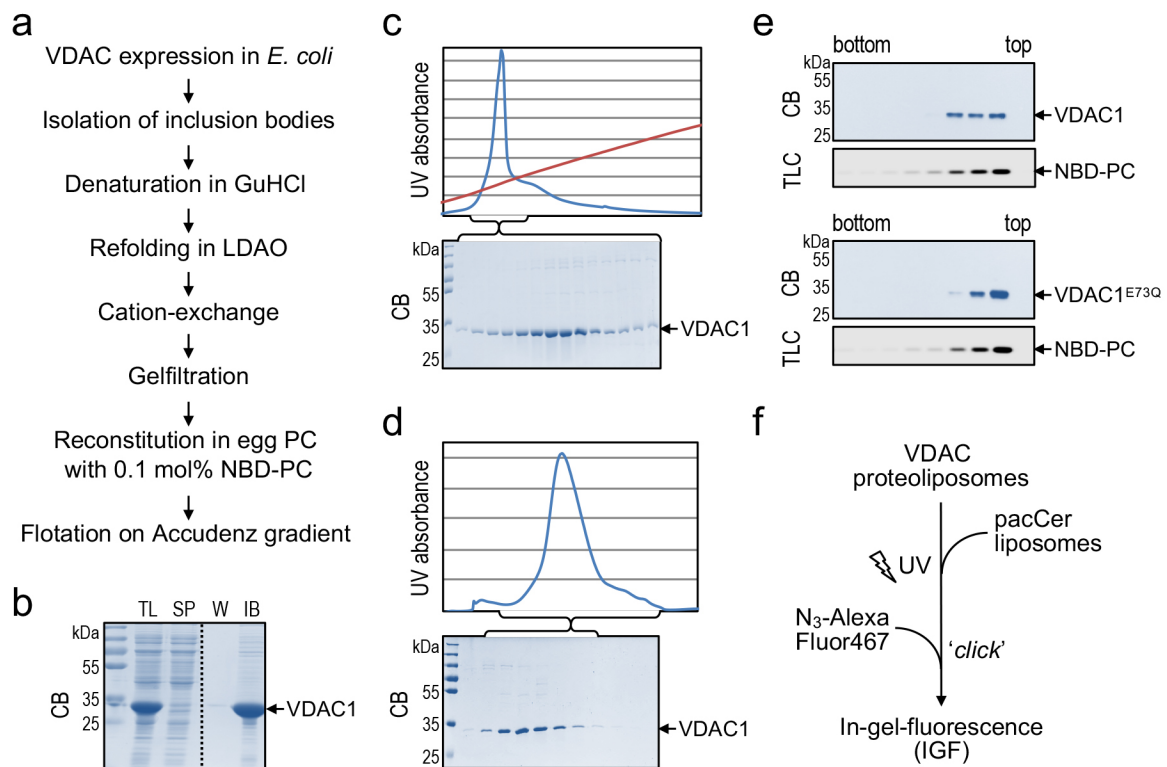 a
VDAC expression in E. coli
Isolation of inclusion bodies
Denaturation in GuHCl
Refolding in LDAO
Cation-exchange
Gelfiltration
Reconstitution in egg PC
with 0.1 mol% NBD-PC
Flotation on Accudenz gradient
b
TL SP W IB
kDa
55
35
25
CB
VDAC1
c
UV absorbance
kDa
55
35
25
CB
VDAC1
d
UV absorbance
kDa
55
35
25
CB
VDAC1
e
bottom top
kDa
55
35
25
CB
VDAC1
TLC
NBD-PC
bottom top
kDa
55
35
25
CB
VDAC1E73Q
TLC
NBD-PC
f
VDAC
proteoliposomes
pacCer
liposomes
UV
N3-Alexa
Fluor467
‘click’
In-gel-fluorescence
(IGF)